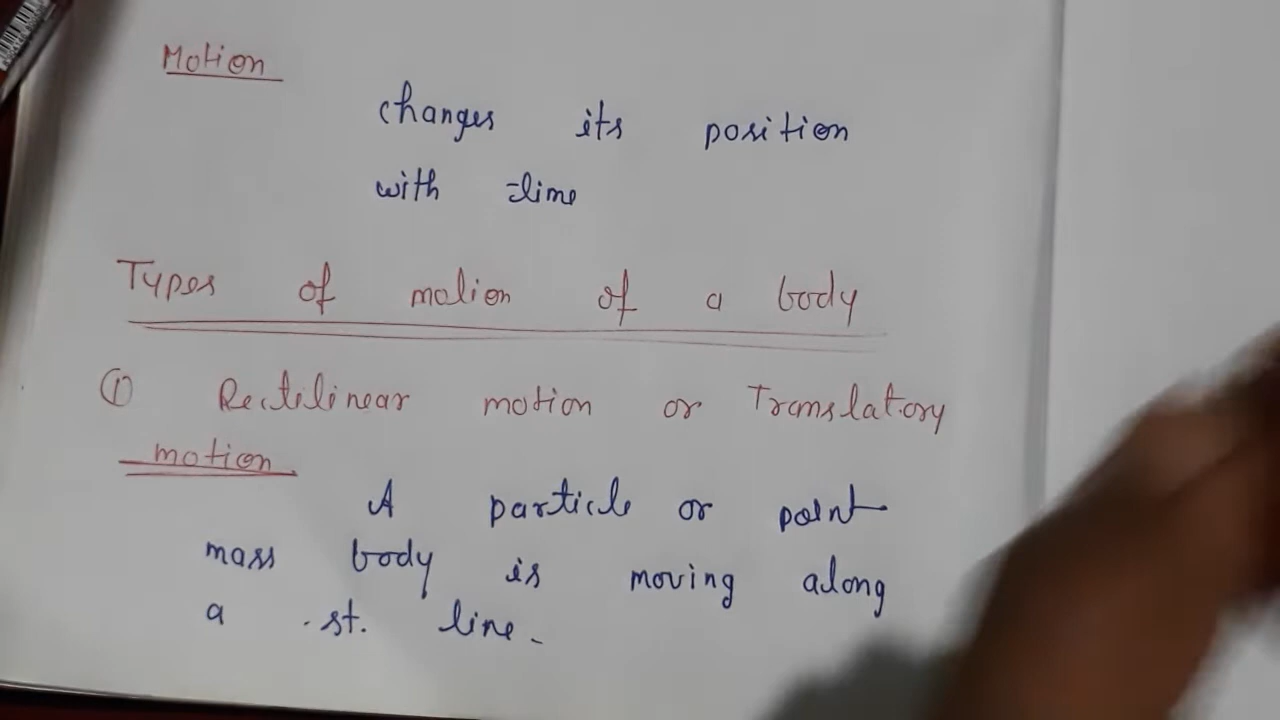 Motion
changes its position
with time
Types of motion of a body
① Rectilinear motion or Translatory
motion.
A particle or point
mass body is moving along
a st. line.